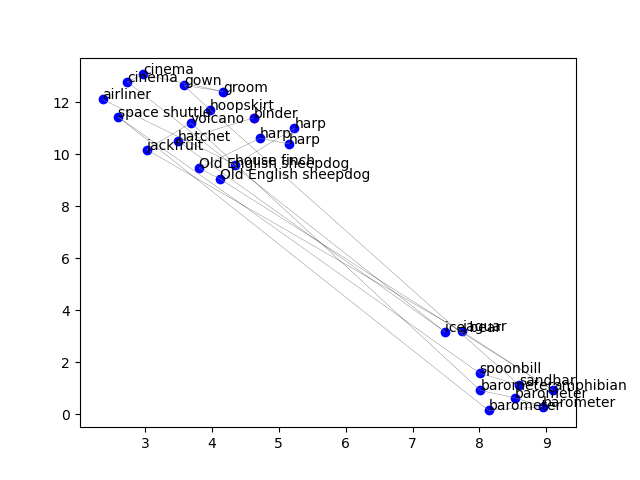 cinema
cinema
gown
groom
airliner
hoopskirt
space shuttle
volcano
binder
harp
hatchet
harp
harp
jackfruit
house finch
Old English sheepdog
Old English sheepdog
ice bear
jaguar
spoonbill
sandbar
barometer
amphibian
barometer
barometer
barometer
12
10
8
6
4
2
0
3 4 5 6 7 8 9